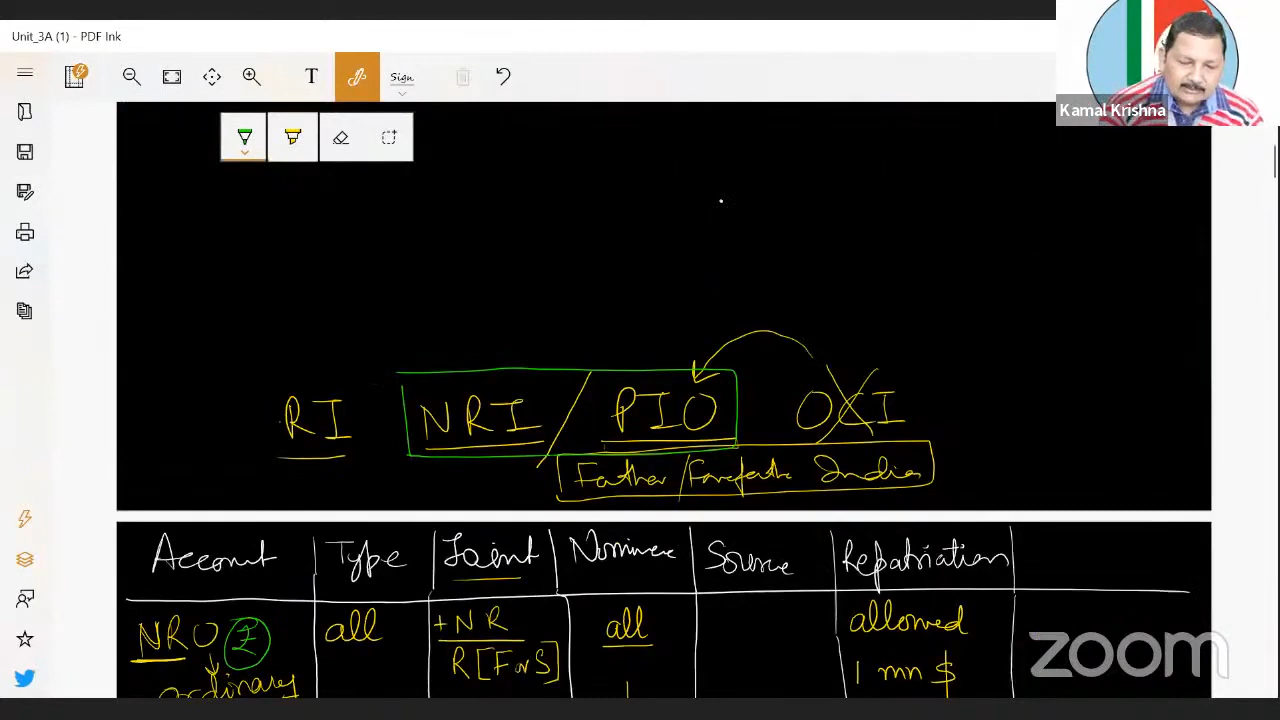 Unit_3A (1) - PDF Ink
T
Sign
Kamal Krishna
RI NRI / PIO OCI
Father / Forefather India
Account Type Joint Nominee Source Repatriation
NRO all + NR all allowed
R [F or S] 1 mn $
ordinary
zoom